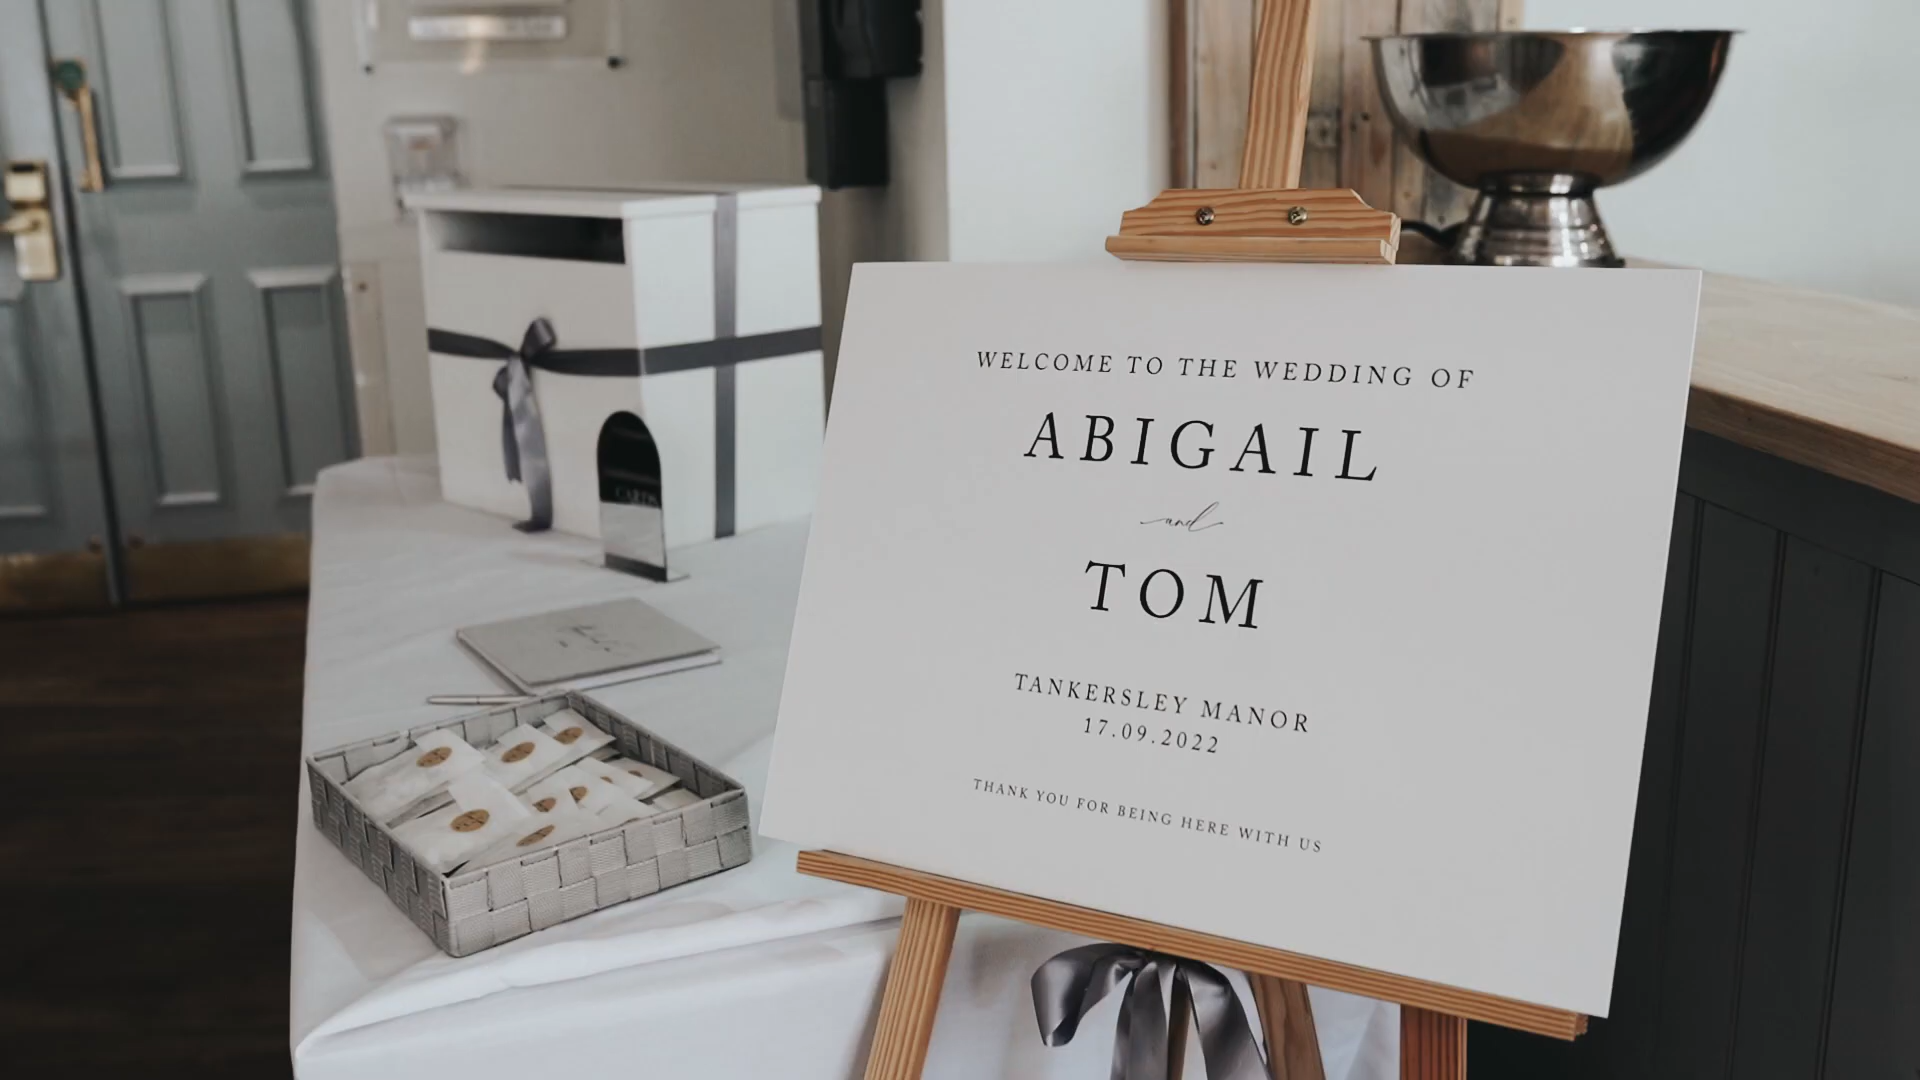 WELCOME TO THE WEDDING OF
ABIGAIL
and
TOM
TANKERSLEY MANOR
17.09.2022
THANK YOU FOR BEING HERE WITH US
CARDS